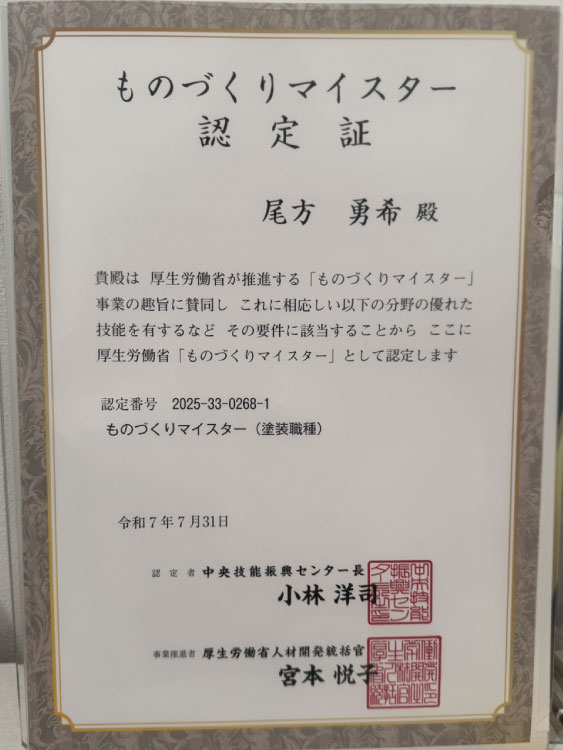 ものづくりマイスター
認定証
尾方 勇希 殿
貴殿は 厚生労働省が推進する「ものづくりマイスター」
事業の趣旨に賛同し これに相応しい以下の分野の優れた
技能を有するなど その要件に該当することから ここに
厚生労働省「ものづくりマイスター」として認定します
認定番号 2025-33-0268-1
ものづくりマイスター（塗装職種）
令和7年7月31日
認定者 中央技能振興センター長
小林 洋司
事業推進者 厚生労働省人材開発統括官
宮本 悦子